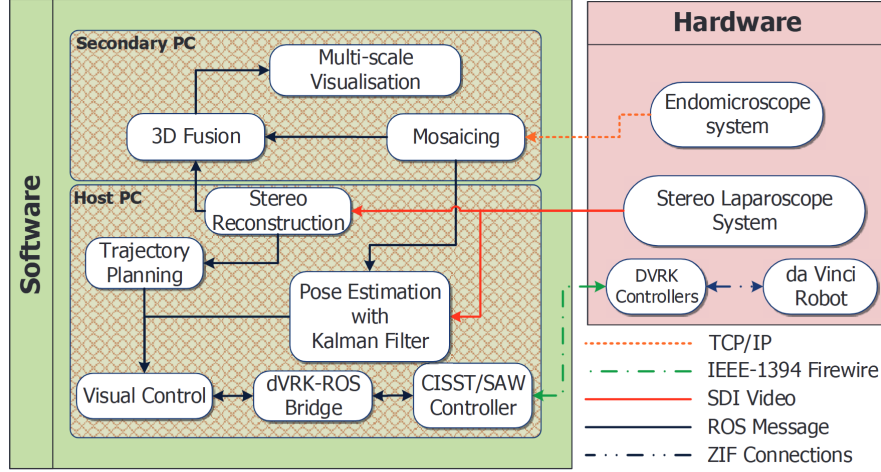 Software
Secondary PC
Multi-scale
Visualisation
3D Fusion
Mosaicing
Host PC
Stereo
Reconstruction
Trajectory
Planning
Pose Estimation
with
Kalman Filter
Visual Control
dVRK-ROS
Bridge
CISST/SAW
Controller
Hardware
Endomicroscope
system
Stereo Laparoscope
System
DVRK
Controllers
da Vinci
Robot
TCP/IP
IEEE-1394 Firewire
SDI Video
ROS Message
ZIF Connections